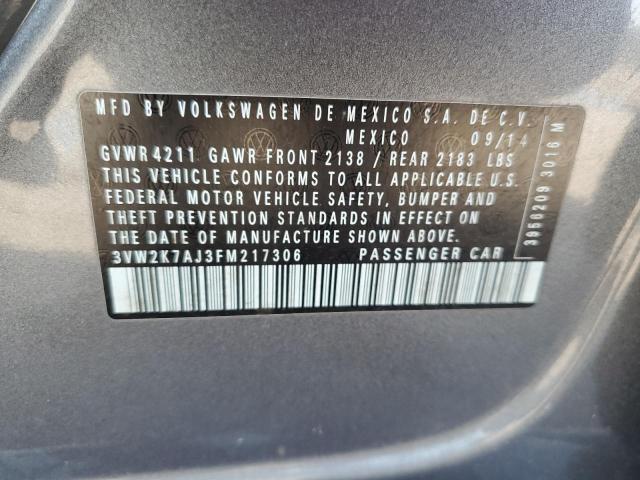 MFD BY VOLKSWAGEN DE MEXICO S.A. DE C.V.
MEXICO 09/14
GVWR 4211 GAWR FRONT 2138 / REAR 2183 LBS
THIS VEHICLE CONFORMS TO ALL APPLICABLE U.S.
FEDERAL MOTOR VEHICLE SAFETY, BUMPER AND
THEFT PREVENTION STANDARDS IN EFFECT ON
THE DATE OF MANUFACTURE SHOWN ABOVE.
3VW2K7AJ3FM217306 PASSENGER CAR
3958209 3016 M